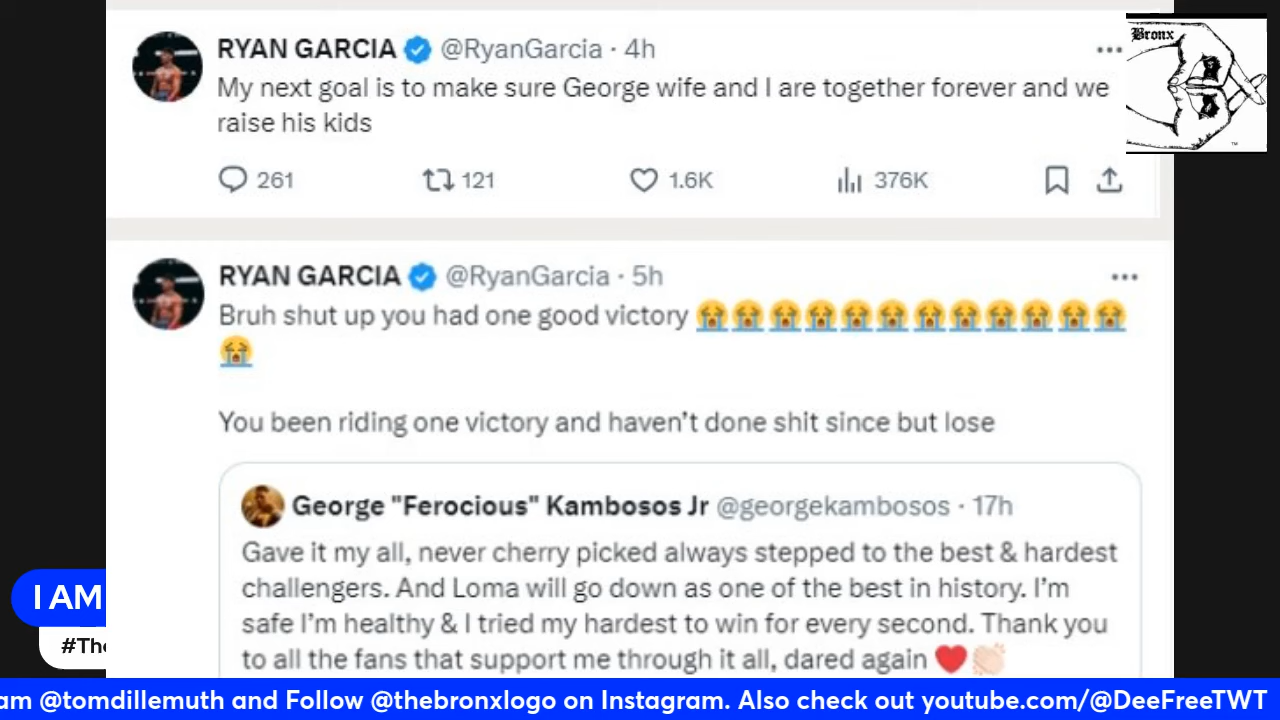 RYAN GARCIA @RyanGarcia · 4h
My next goal is to make sure George wife and I are together forever and we
raise his kids
261 121 1.6K 376K
Bronx
TM
RYAN GARCIA @RyanGarcia · 5h
Bruh shut up you had one good victory 😭😭😭😭😭😭😭😭😭😭😭😭
😭
You been riding one victory and haven’t done shit since but lose
George "Ferocious" Kambosos Jr @georgekambosos · 17h
Gave it my all, never cherry picked always stepped to the best & hardest
challengers. And Loma will go down as one of the best in history. I’m
safe I’m healthy & I tried my hardest to win for every second. Thank you
to all the fans that support me through it all, dared again ❤️👏🏻
I AM
#The
am @tomdillemuth and Follow @thebronxlogo on Instagram. Also check out youtube.com/@DeeFreeTWT